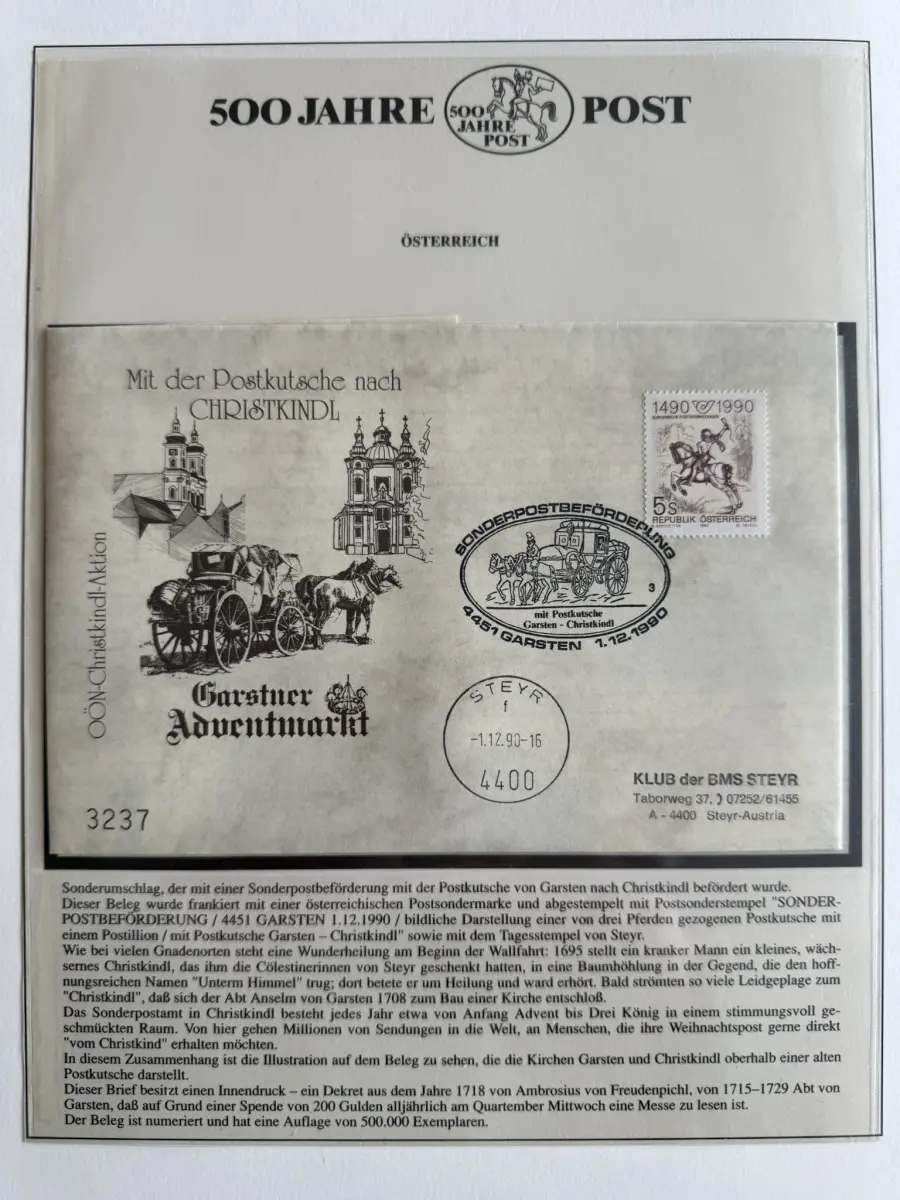 500 JAHRE POST
500
JAHRE
POST
ÖSTERREICH
Mit der Postkutsche nach
CHRISTKINDL
OÖN-Christkindl-Aktion
Garstner
Adventmarkt
3237
1490 1990
5S
REPUBLIK ÖSTERREICH
SONDERPOSTBEFÖRDERUNG
3
mit Postkutsche
Garsten - Christkindl
4451 GARSTEN 1.12.1990
STEYR
f
-1.12.90-16
4400
KLUB der BMS STEYR
Taborweg 37, 07252/61455
A - 4400 Steyr-Austria
Sonderumschlag, der mit einer Sonderpostbeförderung mit der Postkutsche von Garsten nach Christkindl befördert wurde.
Dieser Beleg wurde frankiert mit einer österreichischen Postsondermarke und abgestempelt mit Postsonderstempel "SONDER-
POSTBEFÖRDERUNG / 4451 GARSTEN 1.12.1990 / bildliche Darstellung einer von drei Pferden gezogenen Postkutsche mit
einem Postillion / mit Postkutsche Garsten – Christkindl" sowie mit dem Tagesstempel von Steyr.
Wie bei vielen Gnadenorten steht eine Wunderheilung am Beginn der Wallfahrt: 1695 stellt ein kranker Mann ein kleines, wäch-
sernes Christkindl, das ihm die Cölestinerinnen von Steyr geschenkt hatten, in eine Baumhöhlung in der Gegend, die den hoff-
nungsreichen Namen "Unterm Himmel" trug; dort betete er um Heilung und ward erhört. Bald strömten so viele Leidgeplagte zum
"Christkindl", daß sich der Abt Anselm von Garsten 1708 zum Bau einer Kirche entschloß.
Das Sonderpostamt in Christkindl besteht jedes Jahr etwa von Anfang Advent bis Drei König in einem stimmungsvoll ge-
schmückten Raum. Von hier gehen Millionen von Sendungen in die Welt, an Menschen, die ihre Weihnachtspost gerne direkt
"vom Christkind" erhalten möchten.
In diesem Zusammenhang ist die Illustration auf dem Beleg zu sehen, die die Kirchen Garsten und Christkindl oberhalb einer alten
Postkutsche darstellt.
Dieser Brief besitzt einen Innendruck – ein Dekret aus dem Jahre 1718 von Ambrosius von Freudenpichl, von 1715–1729 Abt von
Garsten, daß auf Grund einer Spende von 200 Gulden alljährlich am Quartember Mittwoch eine Messe zu lesen ist.
Der Beleg ist numeriert und hat eine Auflage von 500.000 Exemplaren.